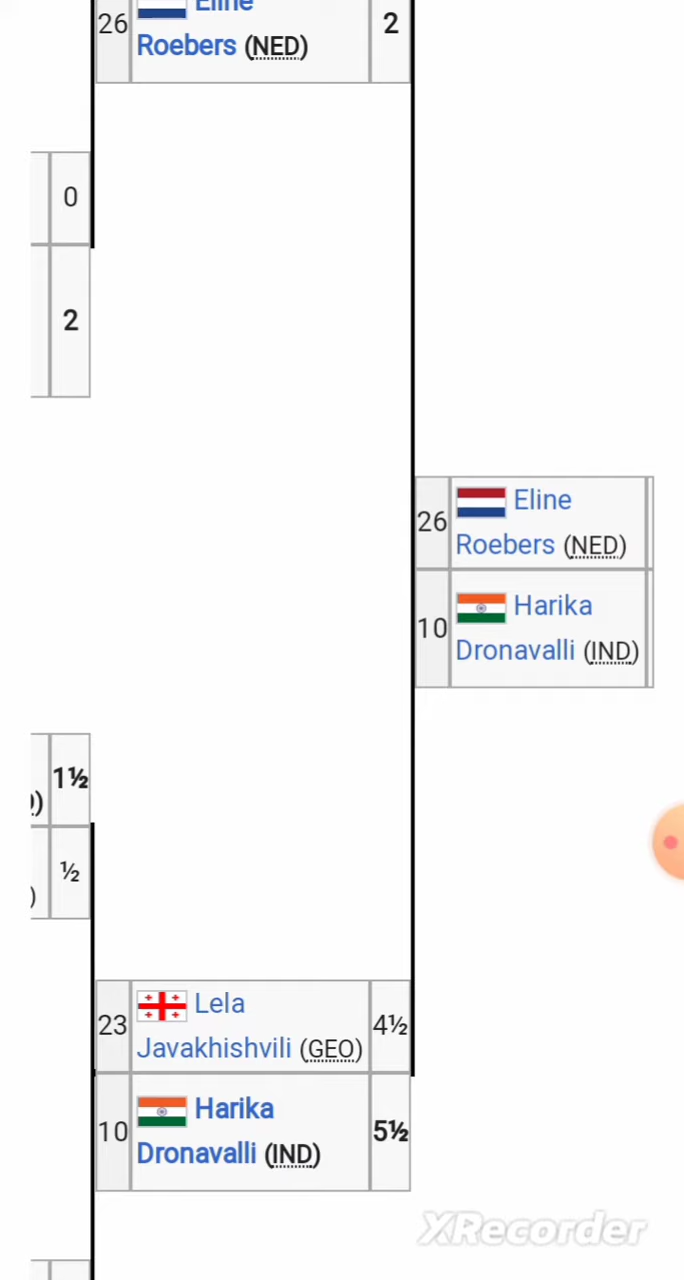 26
Eline
Roebers (NED)
2
0
2
26
Eline
Roebers (NED)
10
Harika
Dronavalli (IND)
)
1½
)
½
23
Lela
Javakhishvili (GEO)
4½
10
Harika
Dronavalli (IND)
5½
XRecorder